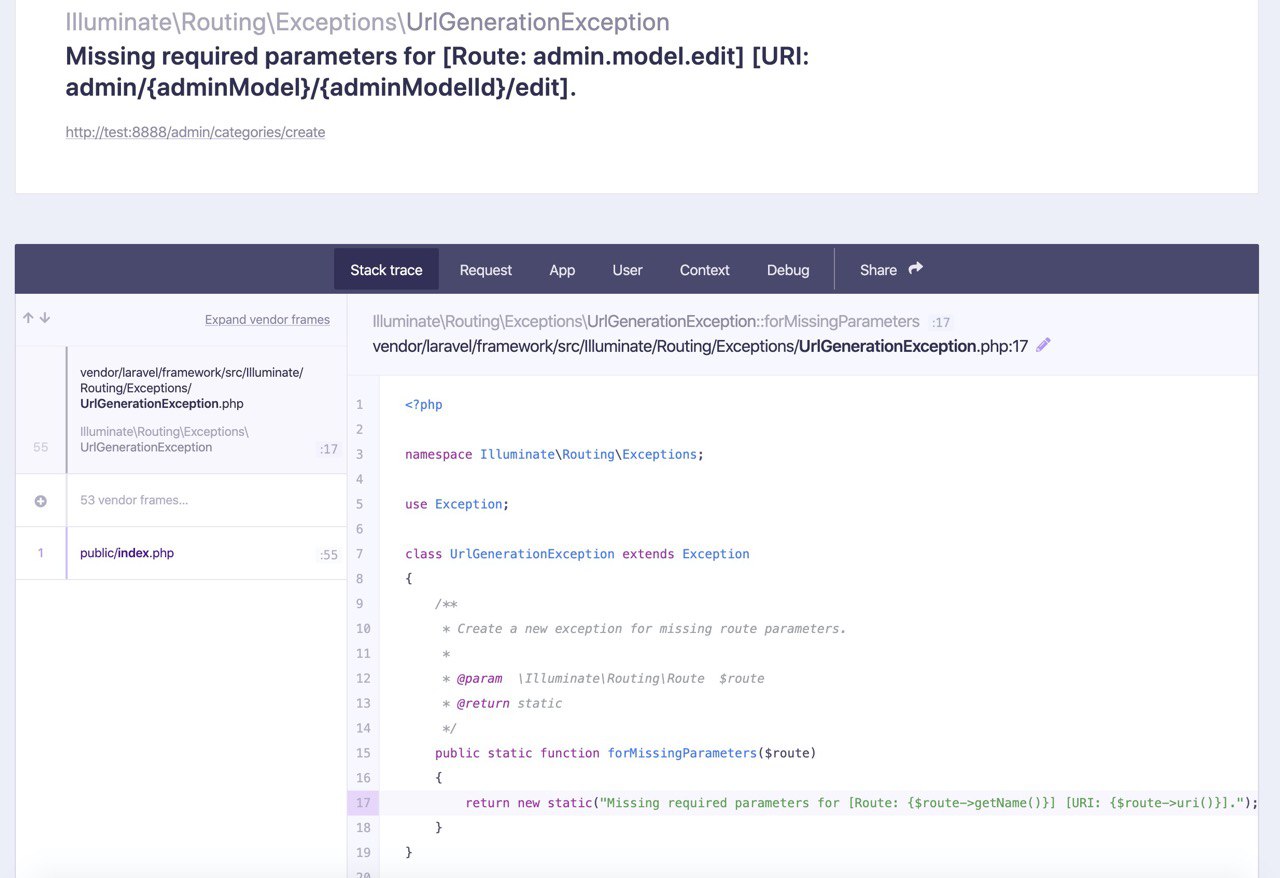 Illuminate\Routing\Exceptions\UrlGenerationException
Missing required parameters for [Route: admin.model.edit] [URI:
admin/{adminModel}/{adminModelId}/edit].
http://test:8888/admin/categories/create
Stack trace Request App User Context Debug Share
Expand vendor frames
vendor/laravel/framework/src/Illuminate/
Routing/Exceptions/
UrlGenerationException.php
Illuminate\Routing\Exceptions\
55 UrlGenerationException :17
53 vendor frames...
1 public/index.php :55
Illuminate\Routing\Exceptions\UrlGenerationException::forMissingParameters :17
vendor/laravel/framework/src/Illuminate/Routing/Exceptions/UrlGenerationException.php:17
1 <?php
2
3 namespace Illuminate\Routing\Exceptions;
4
5 use Exception;
6
7 class UrlGenerationException extends Exception
8 {
9 /**
10 * Create a new exception for missing route parameters.
11 *
12 * @param \Illuminate\Routing\Route $route
13 * @return static
14 */
15 public static function forMissingParameters($route)
16 {
17 return new static("Missing required parameters for [Route: {$route->getName()}] [URI: {$route->uri()}].");
18 }
19 }
20